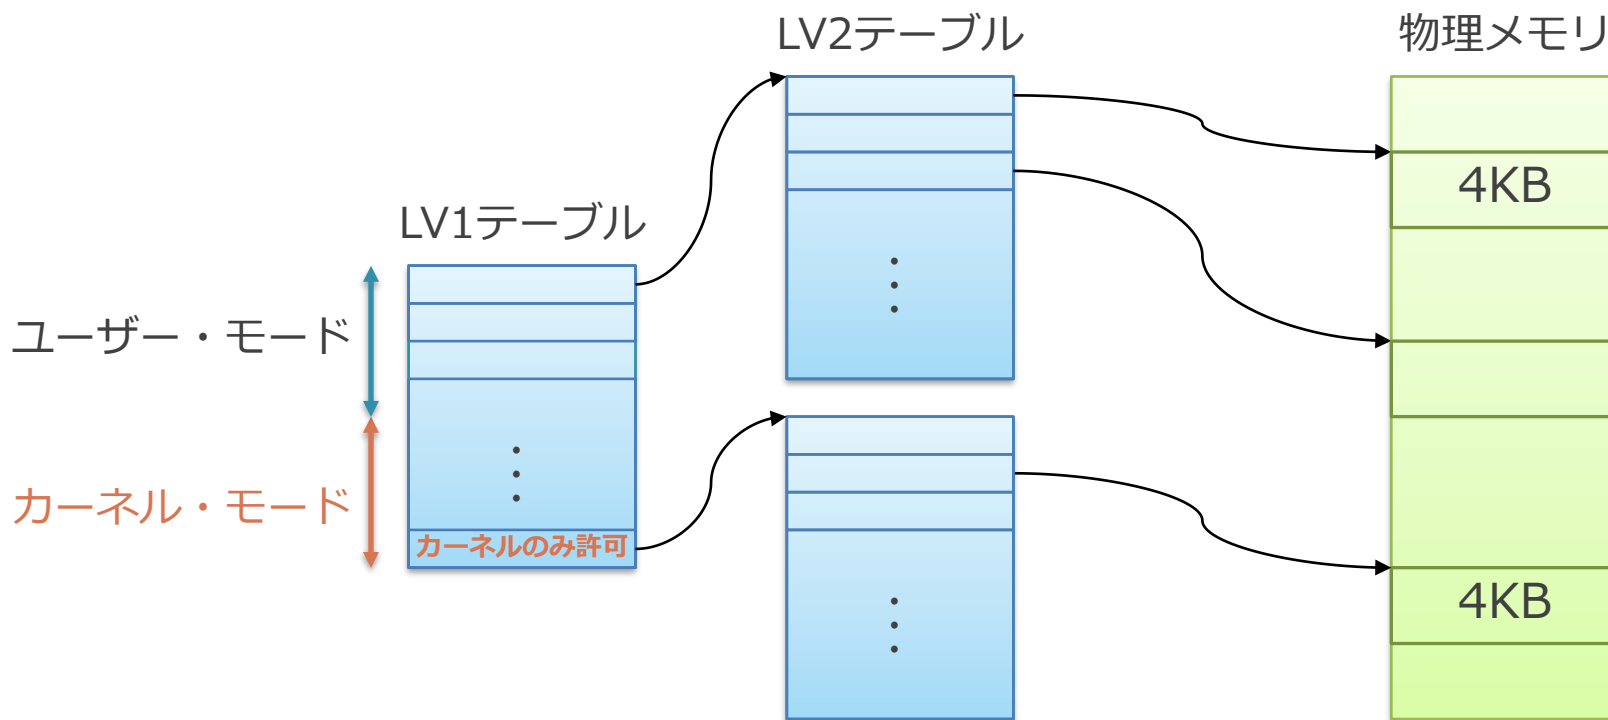 LV2テーブル
物理メモリ
4KB
LV1テーブル
ユーザー・モード
カーネル・モード
カーネルのみ許可
4KB